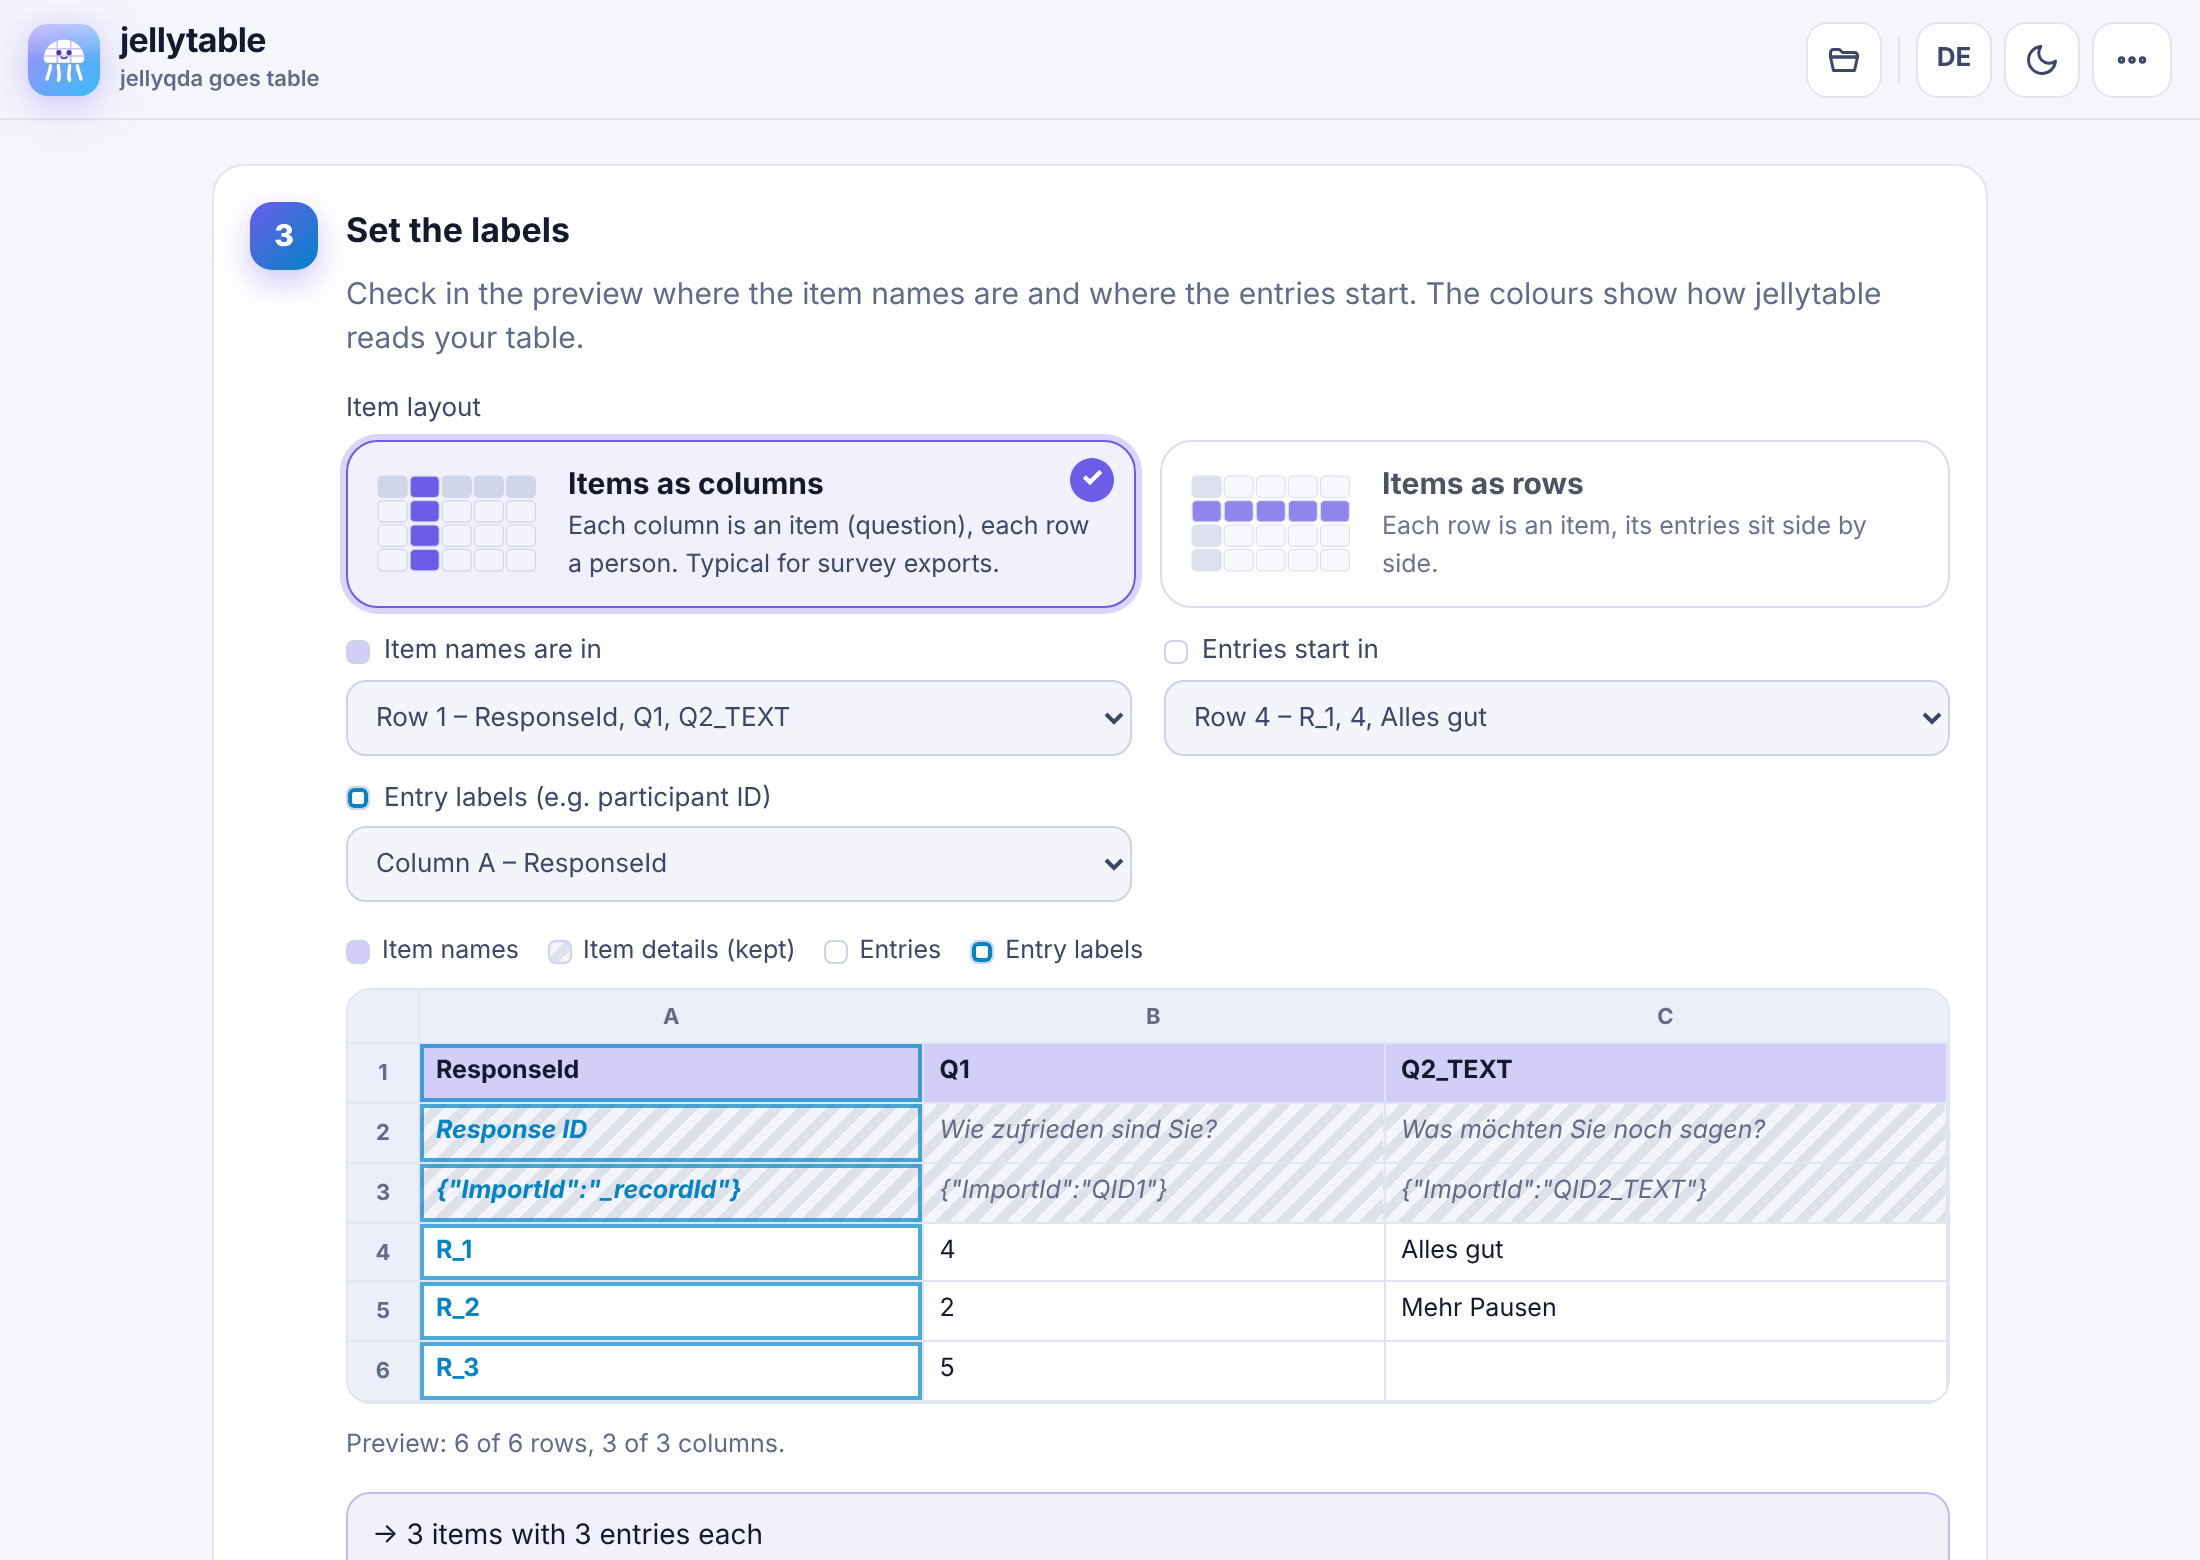 jellytable
jellyqda goes table
DE
3
Set the labels
Check in the preview where the item names are and where the entries start. The colours show how jellytable
reads your table.
Item layout
Items as columns
Each column is an item (question), each row
a person. Typical for survey exports.
Items as rows
Each row is an item, its entries sit side by
side.
Item names are in
Entries start in
Row 1 – ResponseId, Q1, Q2_TEXT
Row 4 – R_1, 4, Alles gut
Entry labels (e.g. participant ID)
Column A – ResponseId
Item names Item details (kept) Entries Entry labels
A B C
1 ResponseId Q1 Q2_TEXT
2 Response ID Wie zufrieden sind Sie? Was möchten Sie noch sagen?
3 {"ImportId":"_recordId"} {"ImportId":"QID1"} {"ImportId":"QID2_TEXT"}
4 R_1 4 Alles gut
5 R_2 2 Mehr Pausen
6 R_3 5
Preview: 6 of 6 rows, 3 of 3 columns.
→ 3 items with 3 entries each